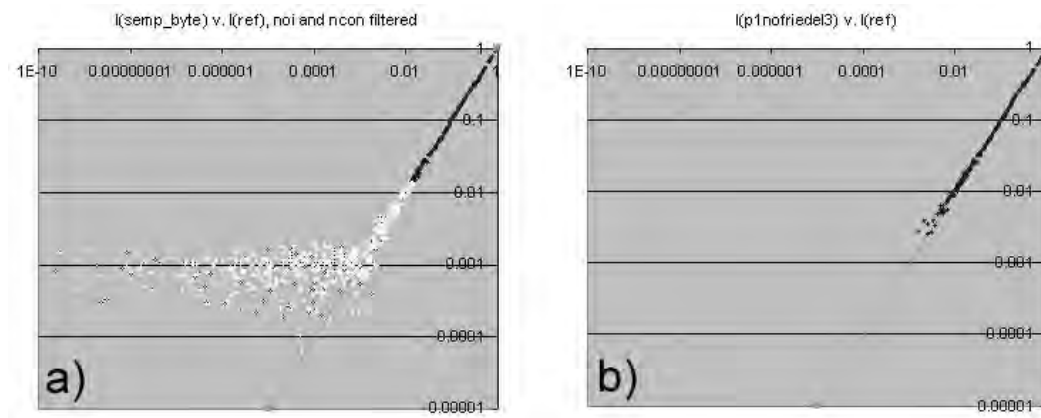 I(semp_byte) v. I(ref), noi and ncon filtered
1
1E-10 0.00000001 0.000001 0.0001 0.01 1
0.1
0.01
0.001
0.0001
0.00001
a)
I(p1nofriedel3) v. I(ref)
1
1E-10 0.00000001 0.000001 0.0001 0.01 1
0.1
0.01
0.001
0.0001
0.00001
b)